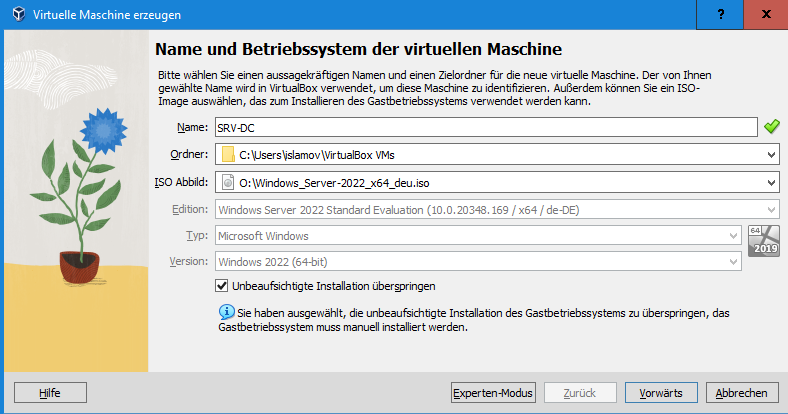 Virtuelle Maschine erzeugen
?
Name und Betriebssystem der virtuellen Maschine
Bitte wählen Sie einen aussagekräftigen Namen und einen Zielordner für die neue virtuelle Maschine. Der von Ihnen
gewählte Name wird in VirtualBox verwendet, um diese Maschine zu identifizieren. Außerdem können Sie ein ISO-
Image auswählen, das zum Installieren des Gastbetriebssystems verwendet werden kann.
Name: SRV-DC
Ordner: C:\Users\islamov\VirtualBox VMs
ISO Abbild: O:\Windows_Server-2022_x64_deu.iso
Edition: Windows Server 2022 Standard Evaluation (10.0.20348.169 / x64 / de-DE)
Typ: Microsoft Windows
64
2019
Version: Windows 2022 (64-bit)
Unbeaufsichtigte Installation überspringen
Sie haben ausgewählt, die unbeaufsichtigte Installation des Gastbetriebssystems zu überspringen, das
Gastbetriebssystem muss manuell installiert werden.
Hilfe Experten-Modus Zurück Vorwärts Abbrechen